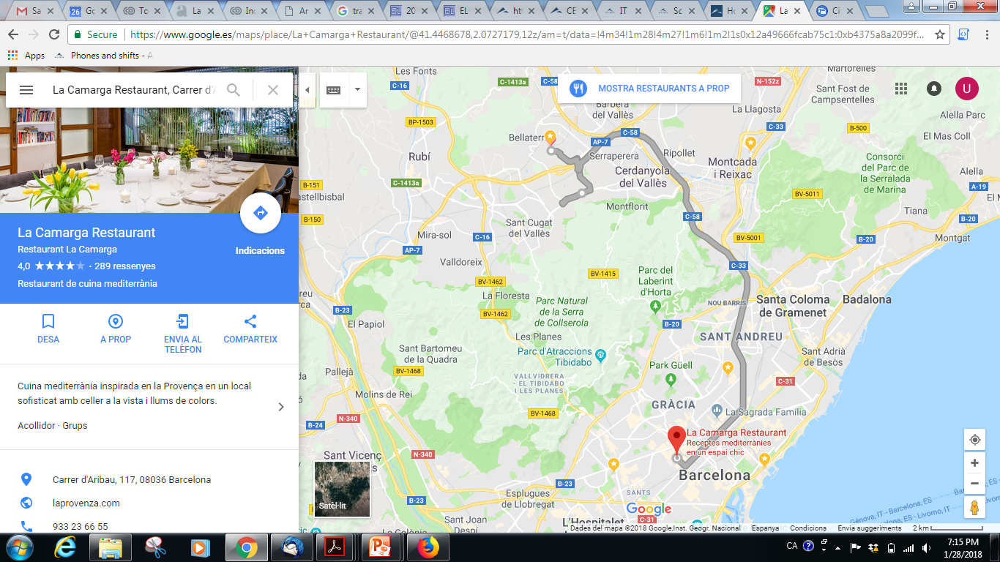 Sa
Go
To
La
In
Ar
tra
20
EL
htt
CE
IT
Sc
Ho
La
Cit
Secure
https://www.google.es/maps/place/La+Camarga+Restaurant/@41.4468678,2.0727179,12z/am=t/data=!4m34!1m28!4m27!1m6!1m2!1s0x12a49666fcab75c1:0xb4375a8a2099f...
Apps
Phones and shifts - A
La Camarga Restaurant, Carrer d'A
La Camarga Restaurant
Restaurant La Camarga
4,0 ★★★★★ · 289 ressenyes
Restaurant de cuina mediterrània
Indicacions
DESA
A PROP
ENVIA AL
TELÈFON
COMPARTEIX
Cuina mediterrània inspirada en la Provença en un local
sofisticat amb celler a la vista i llums de colors.
Acollidor · Grups
Carrer d'Aribau, 117, 08036 Barcelona
laprovenza.com
933 23 66 55
MOSTRA RESTAURANTS A PROP
U
Les Fonts
C-16
C-1413a
C-58
Barberà
del Vallès
N-152z
Martorelles
Sant Fost de
Campsentelles
La Llagosta
Alella Parc
BP-1503
C-58
C-33
B-500
El Mas Coll
Bellaterra
AP-7
Rubí
Serraperera
Ripollet
Montcada
i Reixac
Consorci
del Parc de
la Serralada
de Marina
Alella
Cerdanyola
del Vallès
B-151
C-1413a
A-19
astellbisbal
BV-5011
El M
B-150
Montflorit
C-58
Tiana
B-20
Sant Cugat
del Vallès
Mira-sol
C-16
BV-5001
B-20
Montgat
AP-7
Valldoreix
C-33
Parc del
Laberint
d'Horta
BV-1462
BV-1415
La Floresta
B-23
NOU BARRIS
Santa Coloma
de Gramenet
Badalona
Parc Natural
de la Serra
de Collserola
BV-1462
B-20
El Papiol
Les Planes
SANT ANDREU
Sant Bartomeu
de la Quadra
Parc d'Atraccions
Tibidabo
Sant Adrià
de Besòs
Park Güell
Pallejà
BV-1468
VALLVIDRERA
- EL TIBIDABO
I LES PLANES
C-31
Molins de Rei
GRÀCIA
BV-1468
La Sagrada Família
N-340
B-24
La Camarga Restaurant
Receptes mediterrànies
en un espai chic
Sant Vicenç
N-340
Barcelona
B-23
SANTS
Esplugues
de Llobregat
B-23
Satèl·lit
Google
Sant Joan
Despí
L'Hospitalet
C-31
Gènova, IT - Barcelona, ES
Barcelona, ES - Livorno, IT
2 km
Dades del mapa ©2018 Google,Inst. Geogr. Nacional
Espanya
Condicions
Envia suggeriments
CA
7:15 PM
1/28/2018